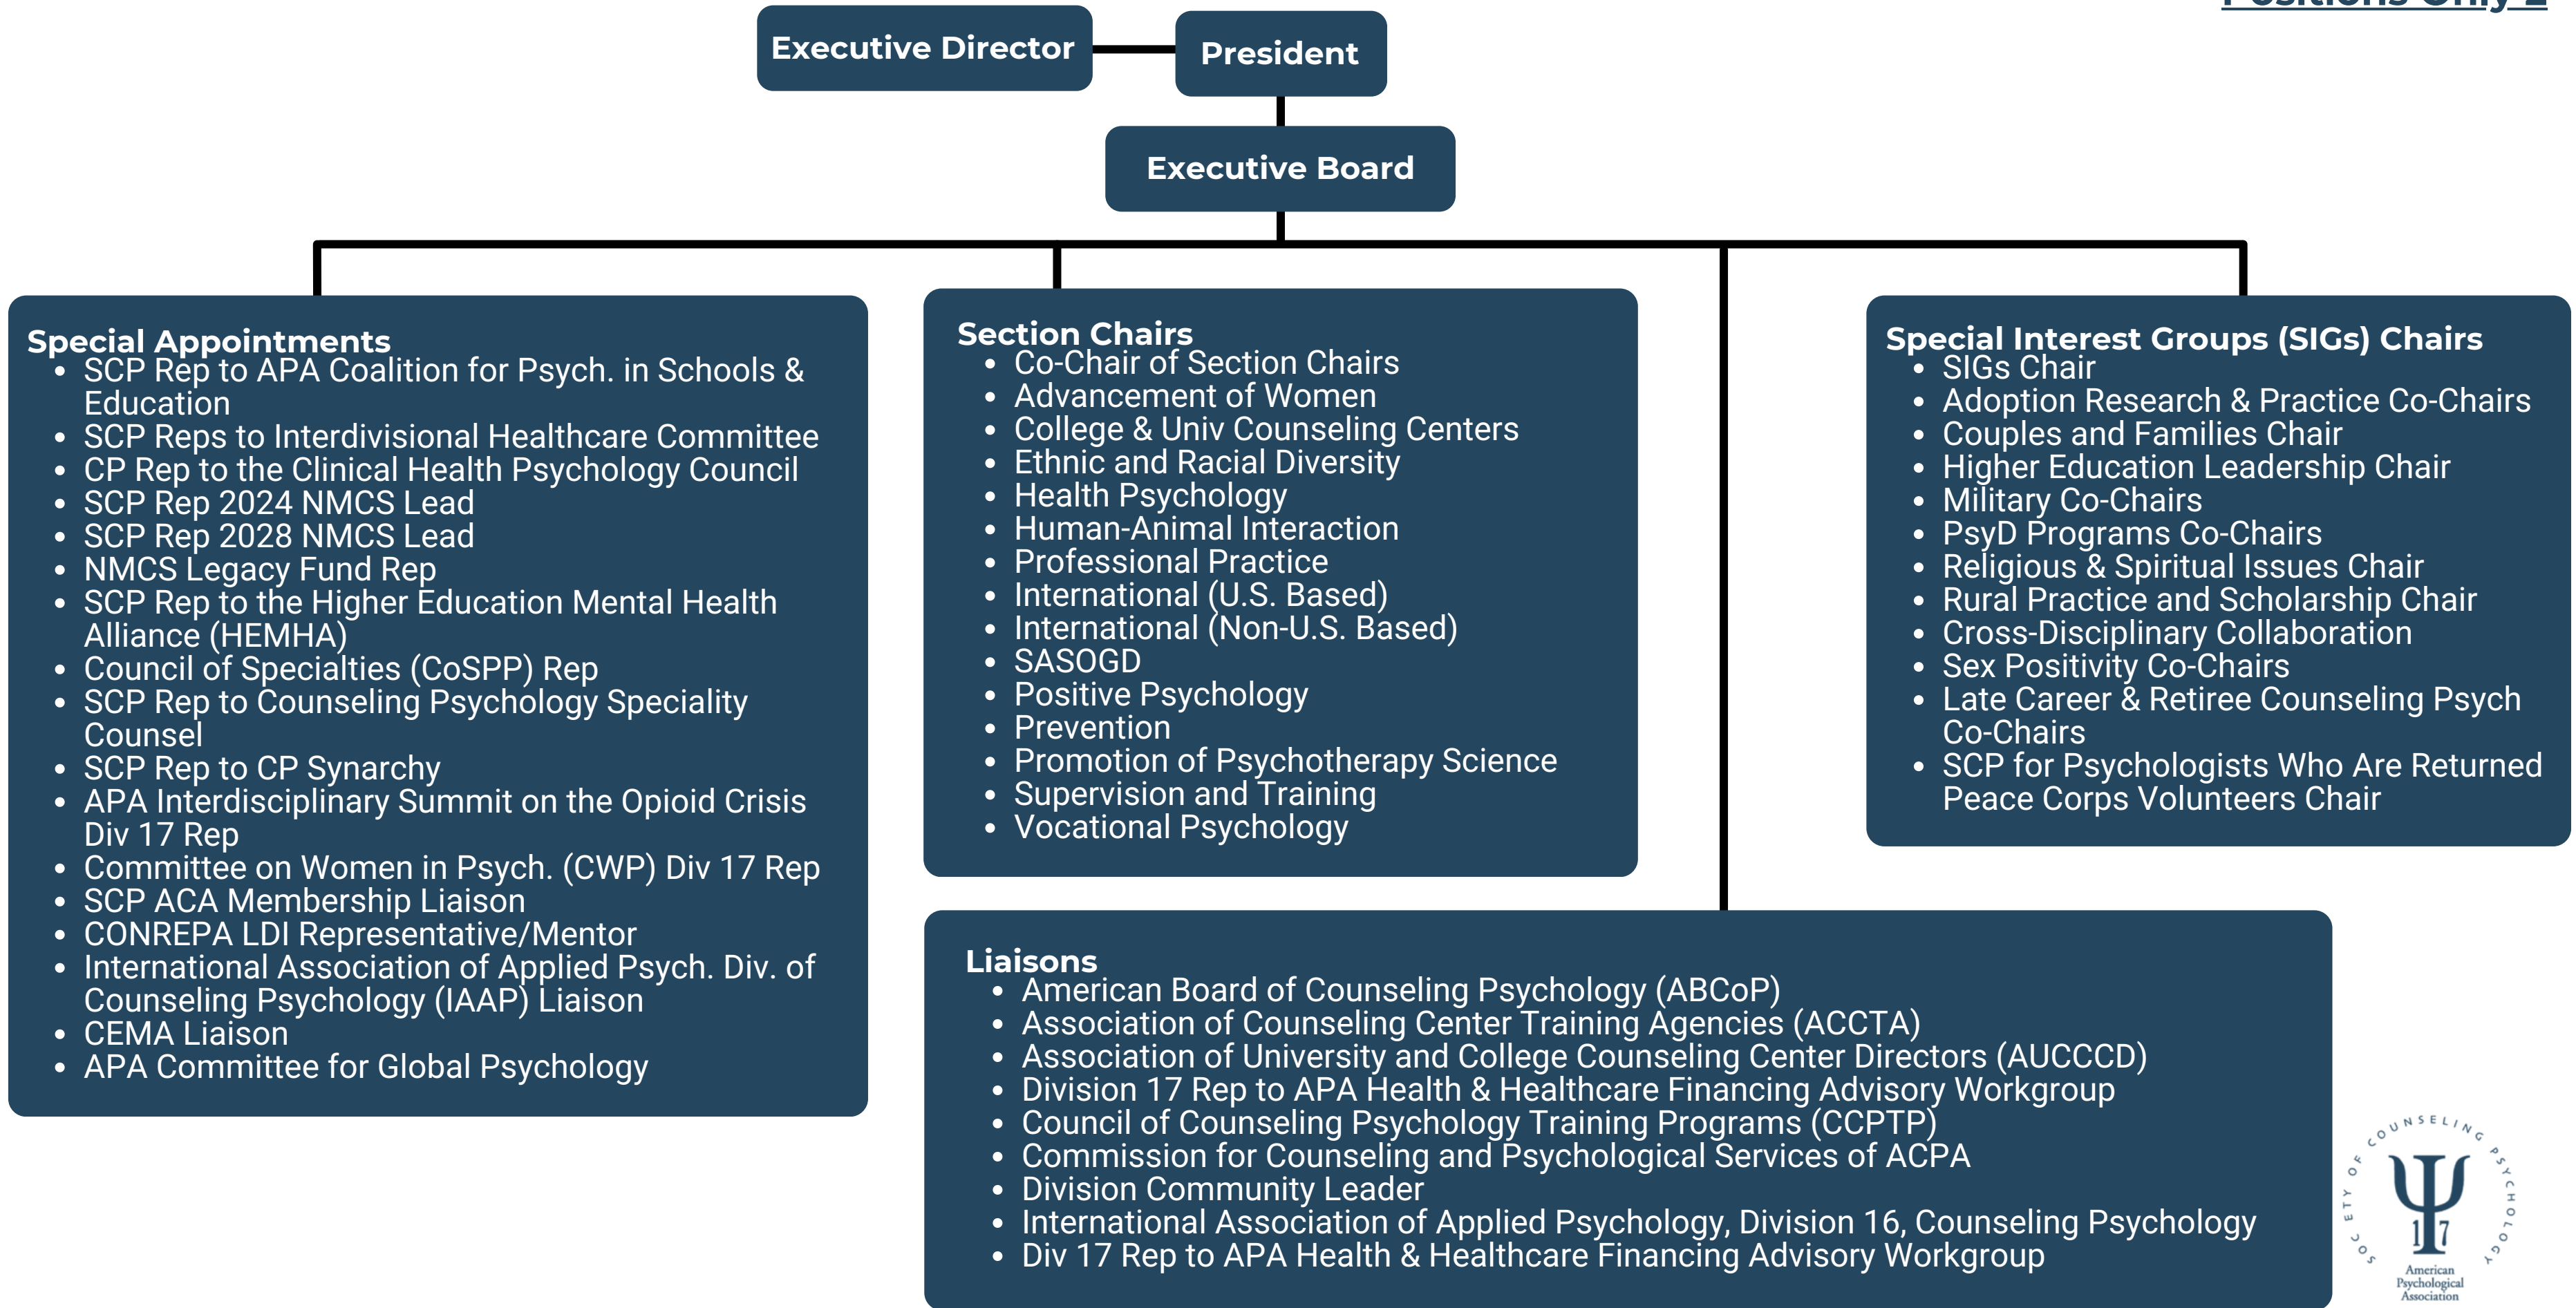 Positions Only 2
Executive Director
President
Executive Board
Special Appointments
• SCP Rep to APA Coalition for Psych. in Schools &
Education
• SCP Reps to Interdivisional Healthcare Committee
• CP Rep to the Clinical Health Psychology Council
• SCP Rep 2024 NMCS Lead
• SCP Rep 2028 NMCS Lead
• NMCS Legacy Fund Rep
• SCP Rep to the Higher Education Mental Health
Alliance (HEMHA)
• Council of Specialties (CoSPP) Rep
• SCP Rep to Counseling Psychology Speciality
Counsel
• SCP Rep to CP Synarchy
• APA Interdisciplinary Summit on the Opioid Crisis
Div 17 Rep
• Committee on Women in Psych. (CWP) Div 17 Rep
• SCP ACA Membership Liaison
• CONREPA LDI Representative/Mentor
• International Association of Applied Psych. Div. of
Counseling Psychology (IAAP) Liaison
• CEMA Liaison
• APA Committee for Global Psychology
Section Chairs
• Co-Chair of Section Chairs
• Advancement of Women
• College & Univ Counseling Centers
• Ethnic and Racial Diversity
• Health Psychology
• Human-Animal Interaction
• Professional Practice
• International (U.S. Based)
• International (Non-U.S. Based)
• SASOGD
• Positive Psychology
• Prevention
• Promotion of Psychotherapy Science
• Supervision and Training
• Vocational Psychology
Special Interest Groups (SIGs) Chairs
• SIGs Chair
• Adoption Research & Practice Co-Chairs
• Couples and Families Chair
• Higher Education Leadership Chair
• Military Co-Chairs
• PsyD Programs Co-Chairs
• Religious & Spiritual Issues Chair
• Rural Practice and Scholarship Chair
• Cross-Disciplinary Collaboration
• Sex Positivity Co-Chairs
• Late Career & Retiree Counseling Psych
Co-Chairs
• SCP for Psychologists Who Are Returned
Peace Corps Volunteers Chair
Liaisons
• American Board of Counseling Psychology (ABCoP)
• Association of Counseling Center Training Agencies (ACCTA)
• Association of University and College Counseling Center Directors (AUCCCD)
• Division 17 Rep to APA Health & Healthcare Financing Advisory Workgroup
• Council of Counseling Psychology Training Programs (CCPTP)
• Commission for Counseling and Psychological Services of ACPA
• Division Community Leader
• International Association of Applied Psychology, Division 16, Counseling Psychology
• Div 17 Rep to APA Health & Healthcare Financing Advisory Workgroup
SOC ETY OF COUNSELING PSYCHOLOGY
17
American
Psychological
Association